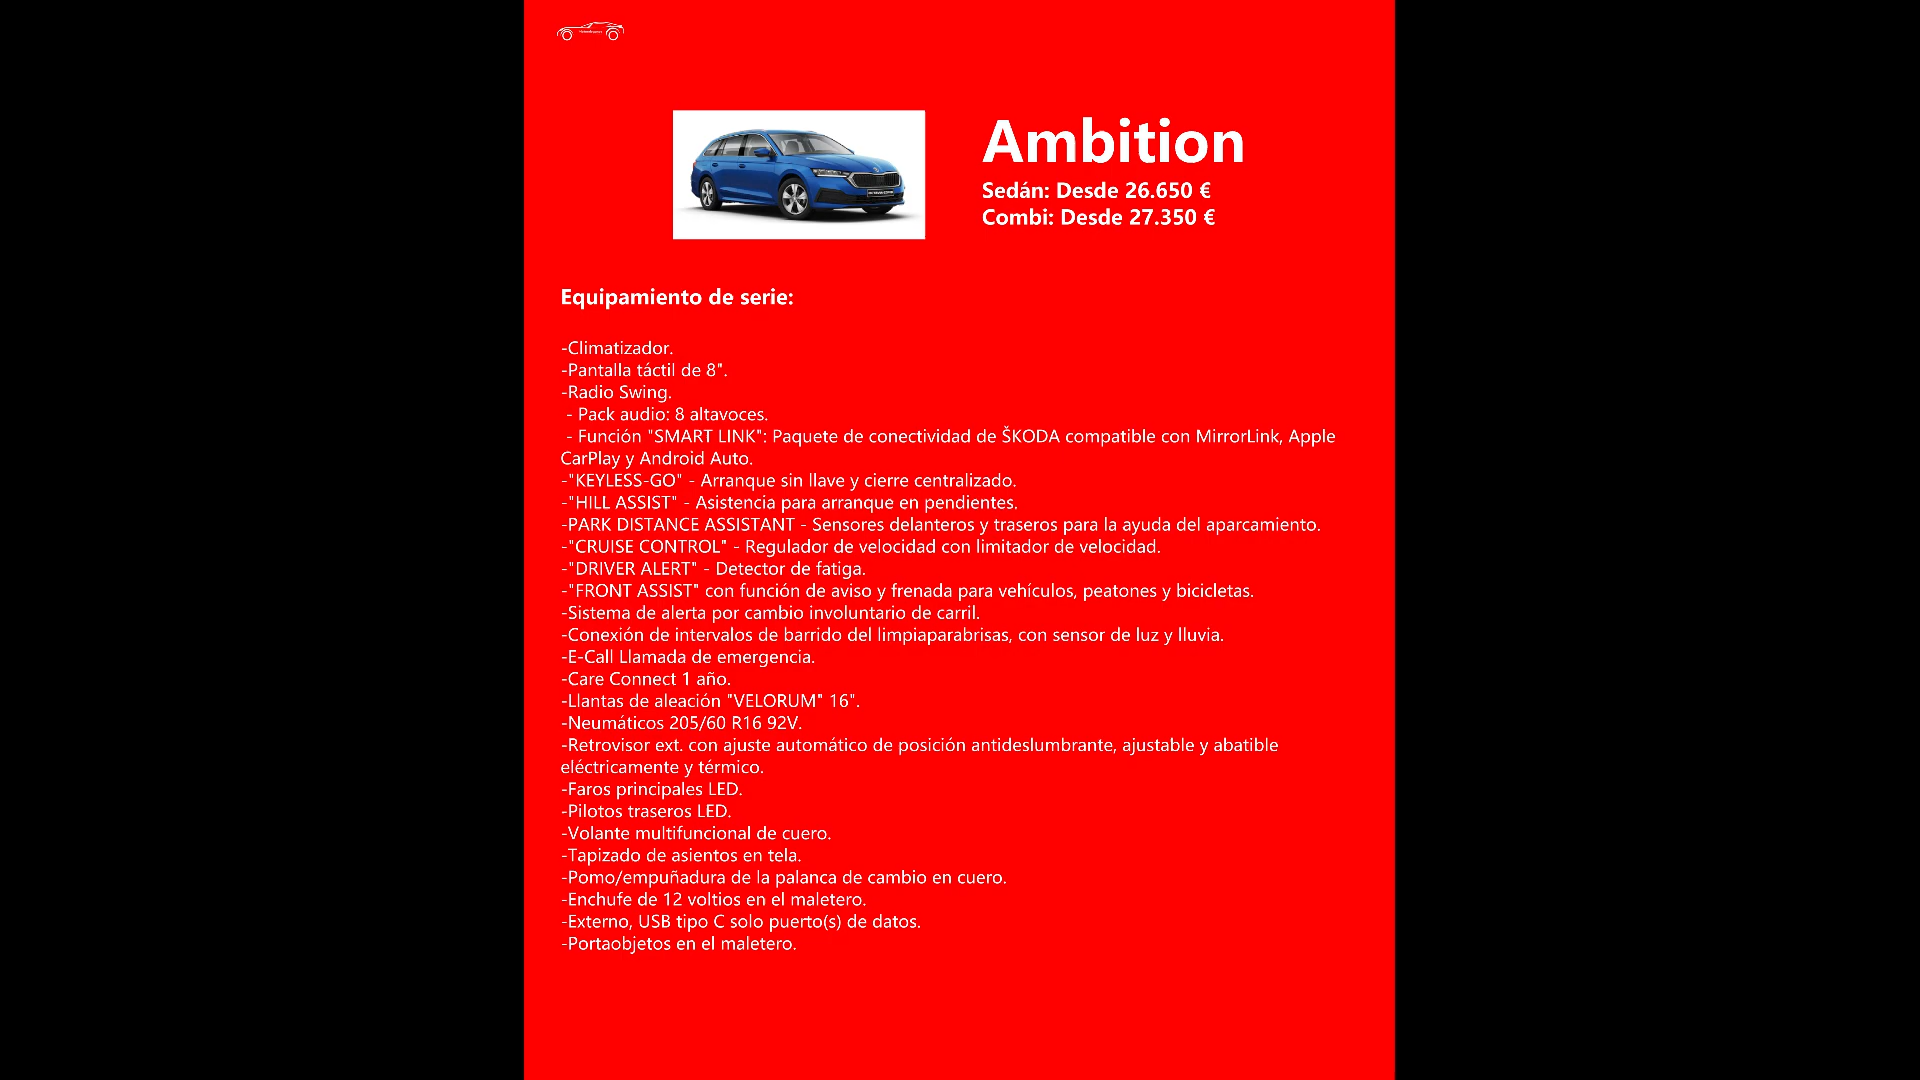 Ambition
Sedán: Desde 26.650 €
Combi: Desde 27.350 €
Equipamiento de serie:
-Climatizador.
-Pantalla táctil de 8".
-Radio Swing.
- Pack audio: 8 altavoces.
- Función "SMART LINK": Paquete de conectividad de ŠKODA compatible con MirrorLink, Apple
CarPlay y Android Auto.
-"KEYLESS-GO" - Arranque sin llave y cierre centralizado.
-"HILL ASSIST" - Asistencia para arranque en pendientes.
-PARK DISTANCE ASSISTANT - Sensores delanteros y traseros para la ayuda del aparcamiento.
-"CRUISE CONTROL" - Regulador de velocidad con limitador de velocidad.
-"DRIVER ALERT" - Detector de fatiga.
-"FRONT ASSIST" con función de aviso y frenada para vehículos, peatones y bicicletas.
-Sistema de alerta por cambio involuntario de carril.
-Conexión de intervalos de barrido del limpiaparabrisas, con sensor de luz y lluvia.
-E-Call Llamada de emergencia.
-Care Connect 1 año.
-Llantas de aleación "VELORUM" 16".
-Neumáticos 205/60 R16 92V.
-Retrovisor ext. con ajuste automático de posición antideslumbrante, ajustable y abatible
eléctricamente y térmico.
-Faros principales LED.
-Pilotos traseros LED.
-Volante multifuncional de cuero.
-Tapizado de asientos en tela.
-Pomo/empuñadura de la palanca de cambio en cuero.
-Enchufe de 12 voltios en el maletero.
-Externo, USB tipo C solo puerto(s) de datos.
-Portaobjetos en el maletero.